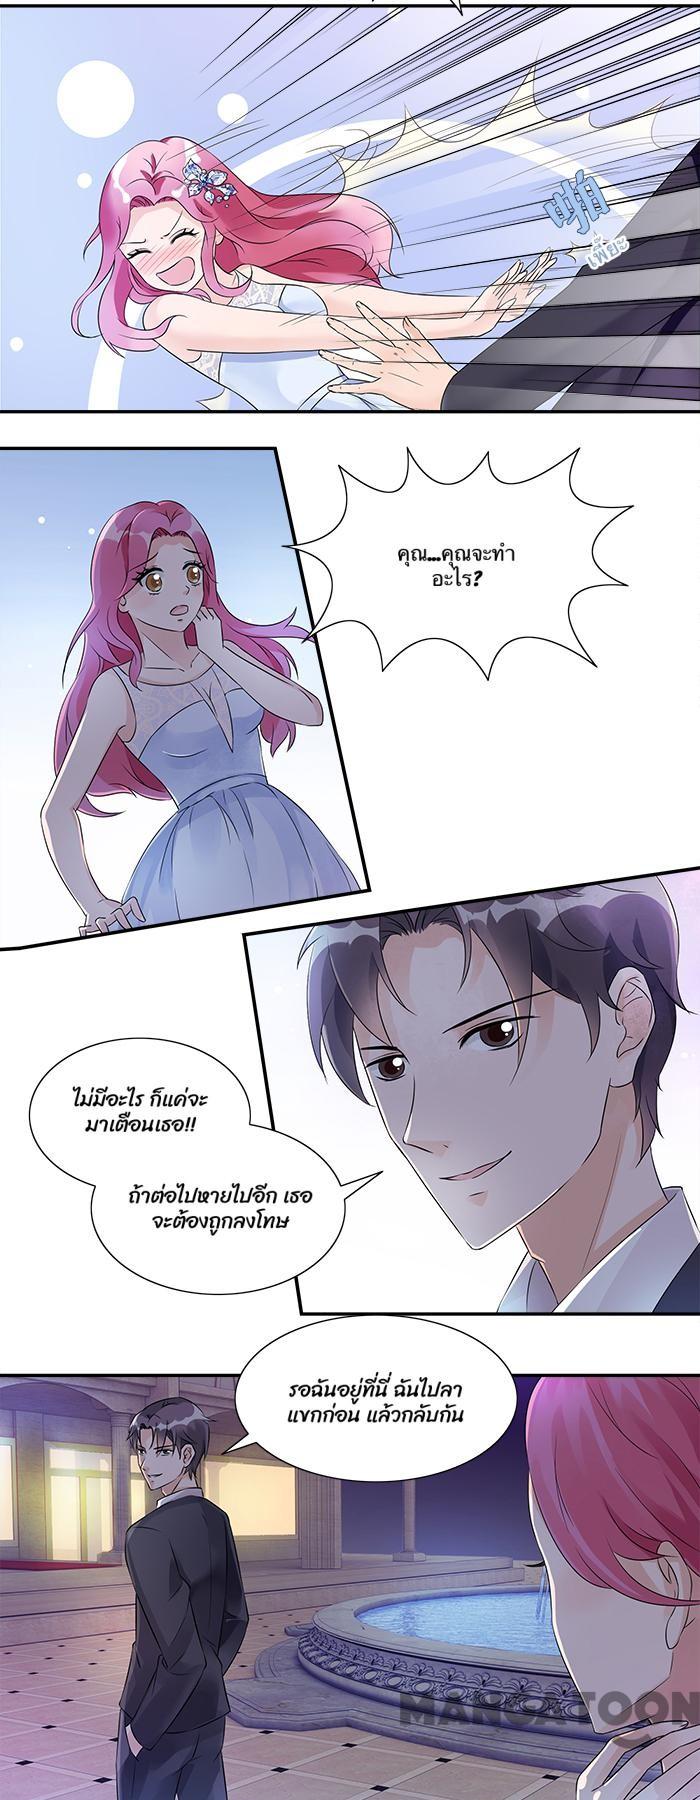 啪
เพี๊ยะ
คุณ...คุณจะทำ
อะไร?
ไม่มีอะไร ก็แค่จะ
มาเตือนเธอ!!
ถ้าต่อไปหายไปอีก เธอ
จะต้องถูกลงโทษ
รอฉันอยู่ที่นี่ ฉันไปลา
แขกก่อน แล้วกลับกัน
MANGATOON